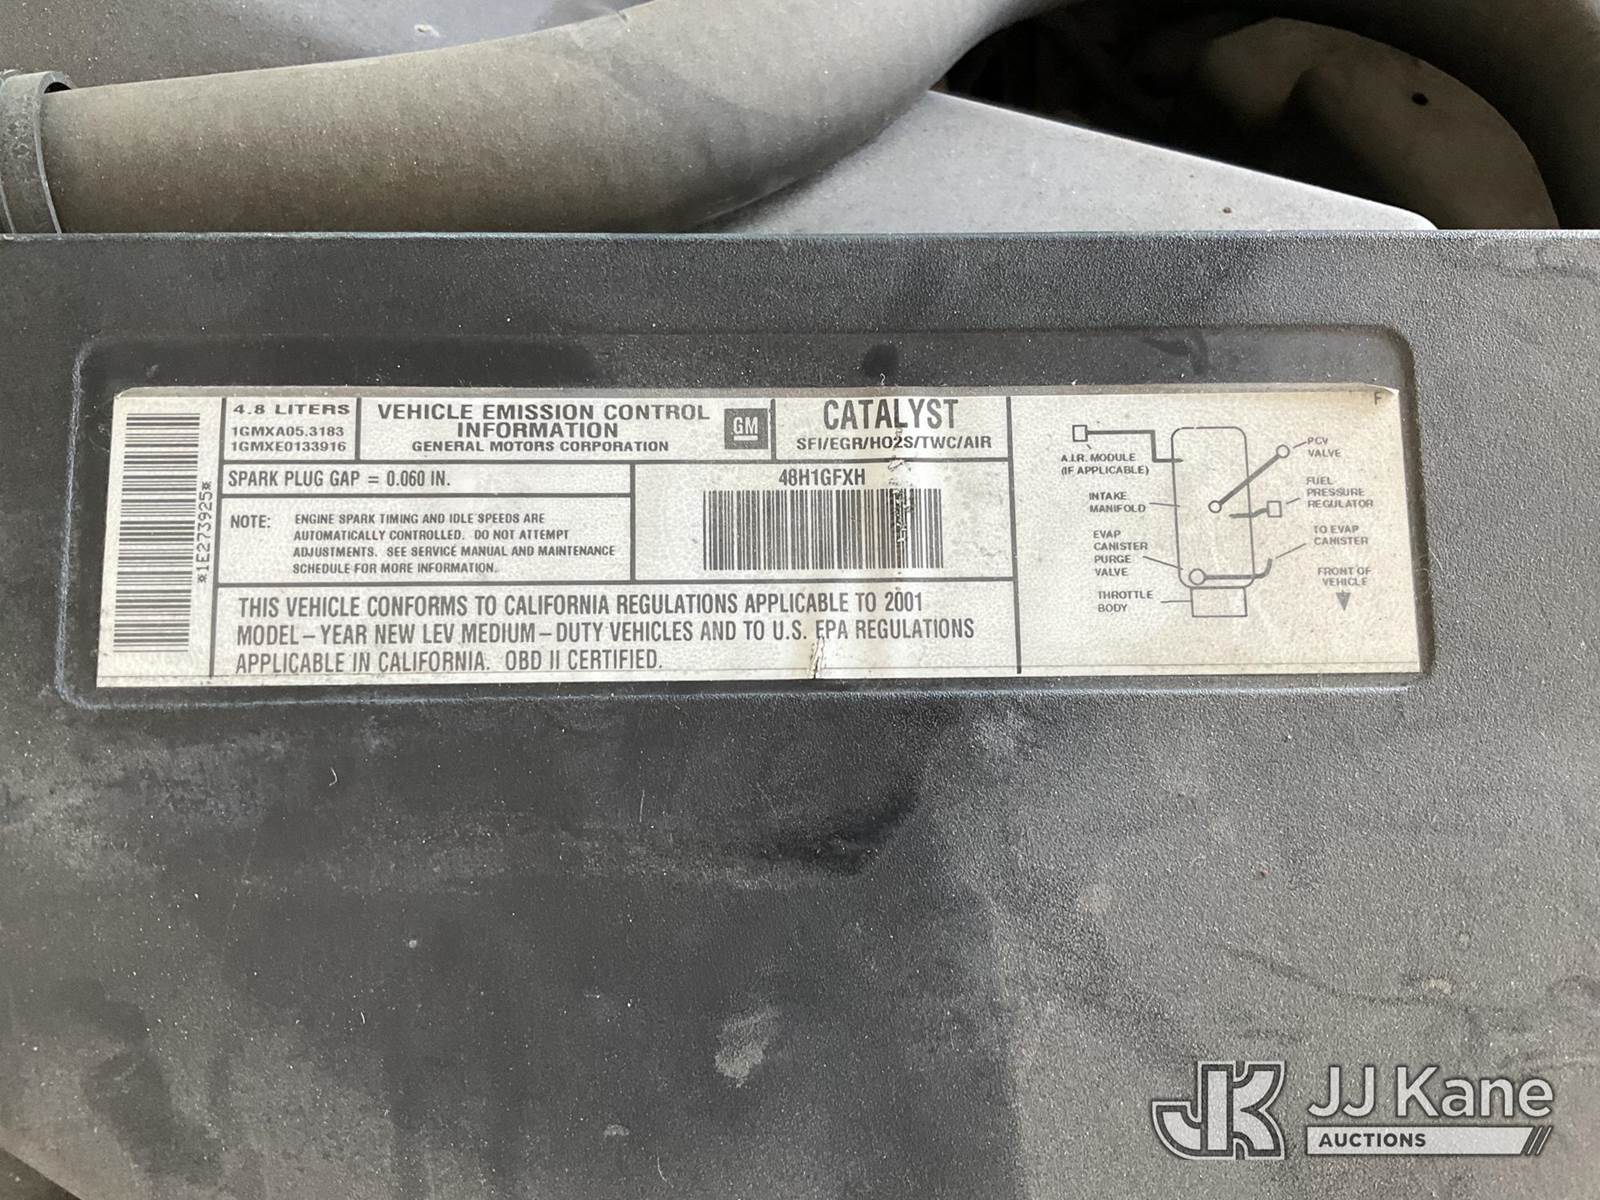 4.8 LITERS
1GMXA05.3183
1GMXE0133916
VEHICLE EMISSION CONTROL
INFORMATION
GENERAL MOTORS CORPORATION
GM
CATALYST
SFI/EGR/HO2S/TWC/AIR
SPARK PLUG GAP = 0.060 IN.
NOTE: ENGINE SPARK TIMING AND IDLE SPEEDS ARE
AUTOMATICALLY CONTROLLED. DO NOT ATTEMPT
ADJUSTMENTS. SEE SERVICE MANUAL AND MAINTENANCE
SCHEDULE FOR MORE INFORMATION.
48H1GFXH
*1E273925*
THIS VEHICLE CONFORMS TO CALIFORNIA REGULATIONS APPLICABLE TO 2001
MODEL-YEAR NEW LEV MEDIUM-DUTY VEHICLES AND TO U.S. EPA REGULATIONS
APPLICABLE IN CALIFORNIA. OBD II CERTIFIED.
F
A.I.R. MODULE
(IF APPLICABLE)
INTAKE
MANIFOLD
EVAP
CANISTER
PURGE
VALVE
THROTTLE
BODY
PCV
VALVE
FUEL
PRESSURE
REGULATOR
TO EVAP
CANISTER
FRONT OF
VEHICLE
JK JJ Kane
AUCTIONS